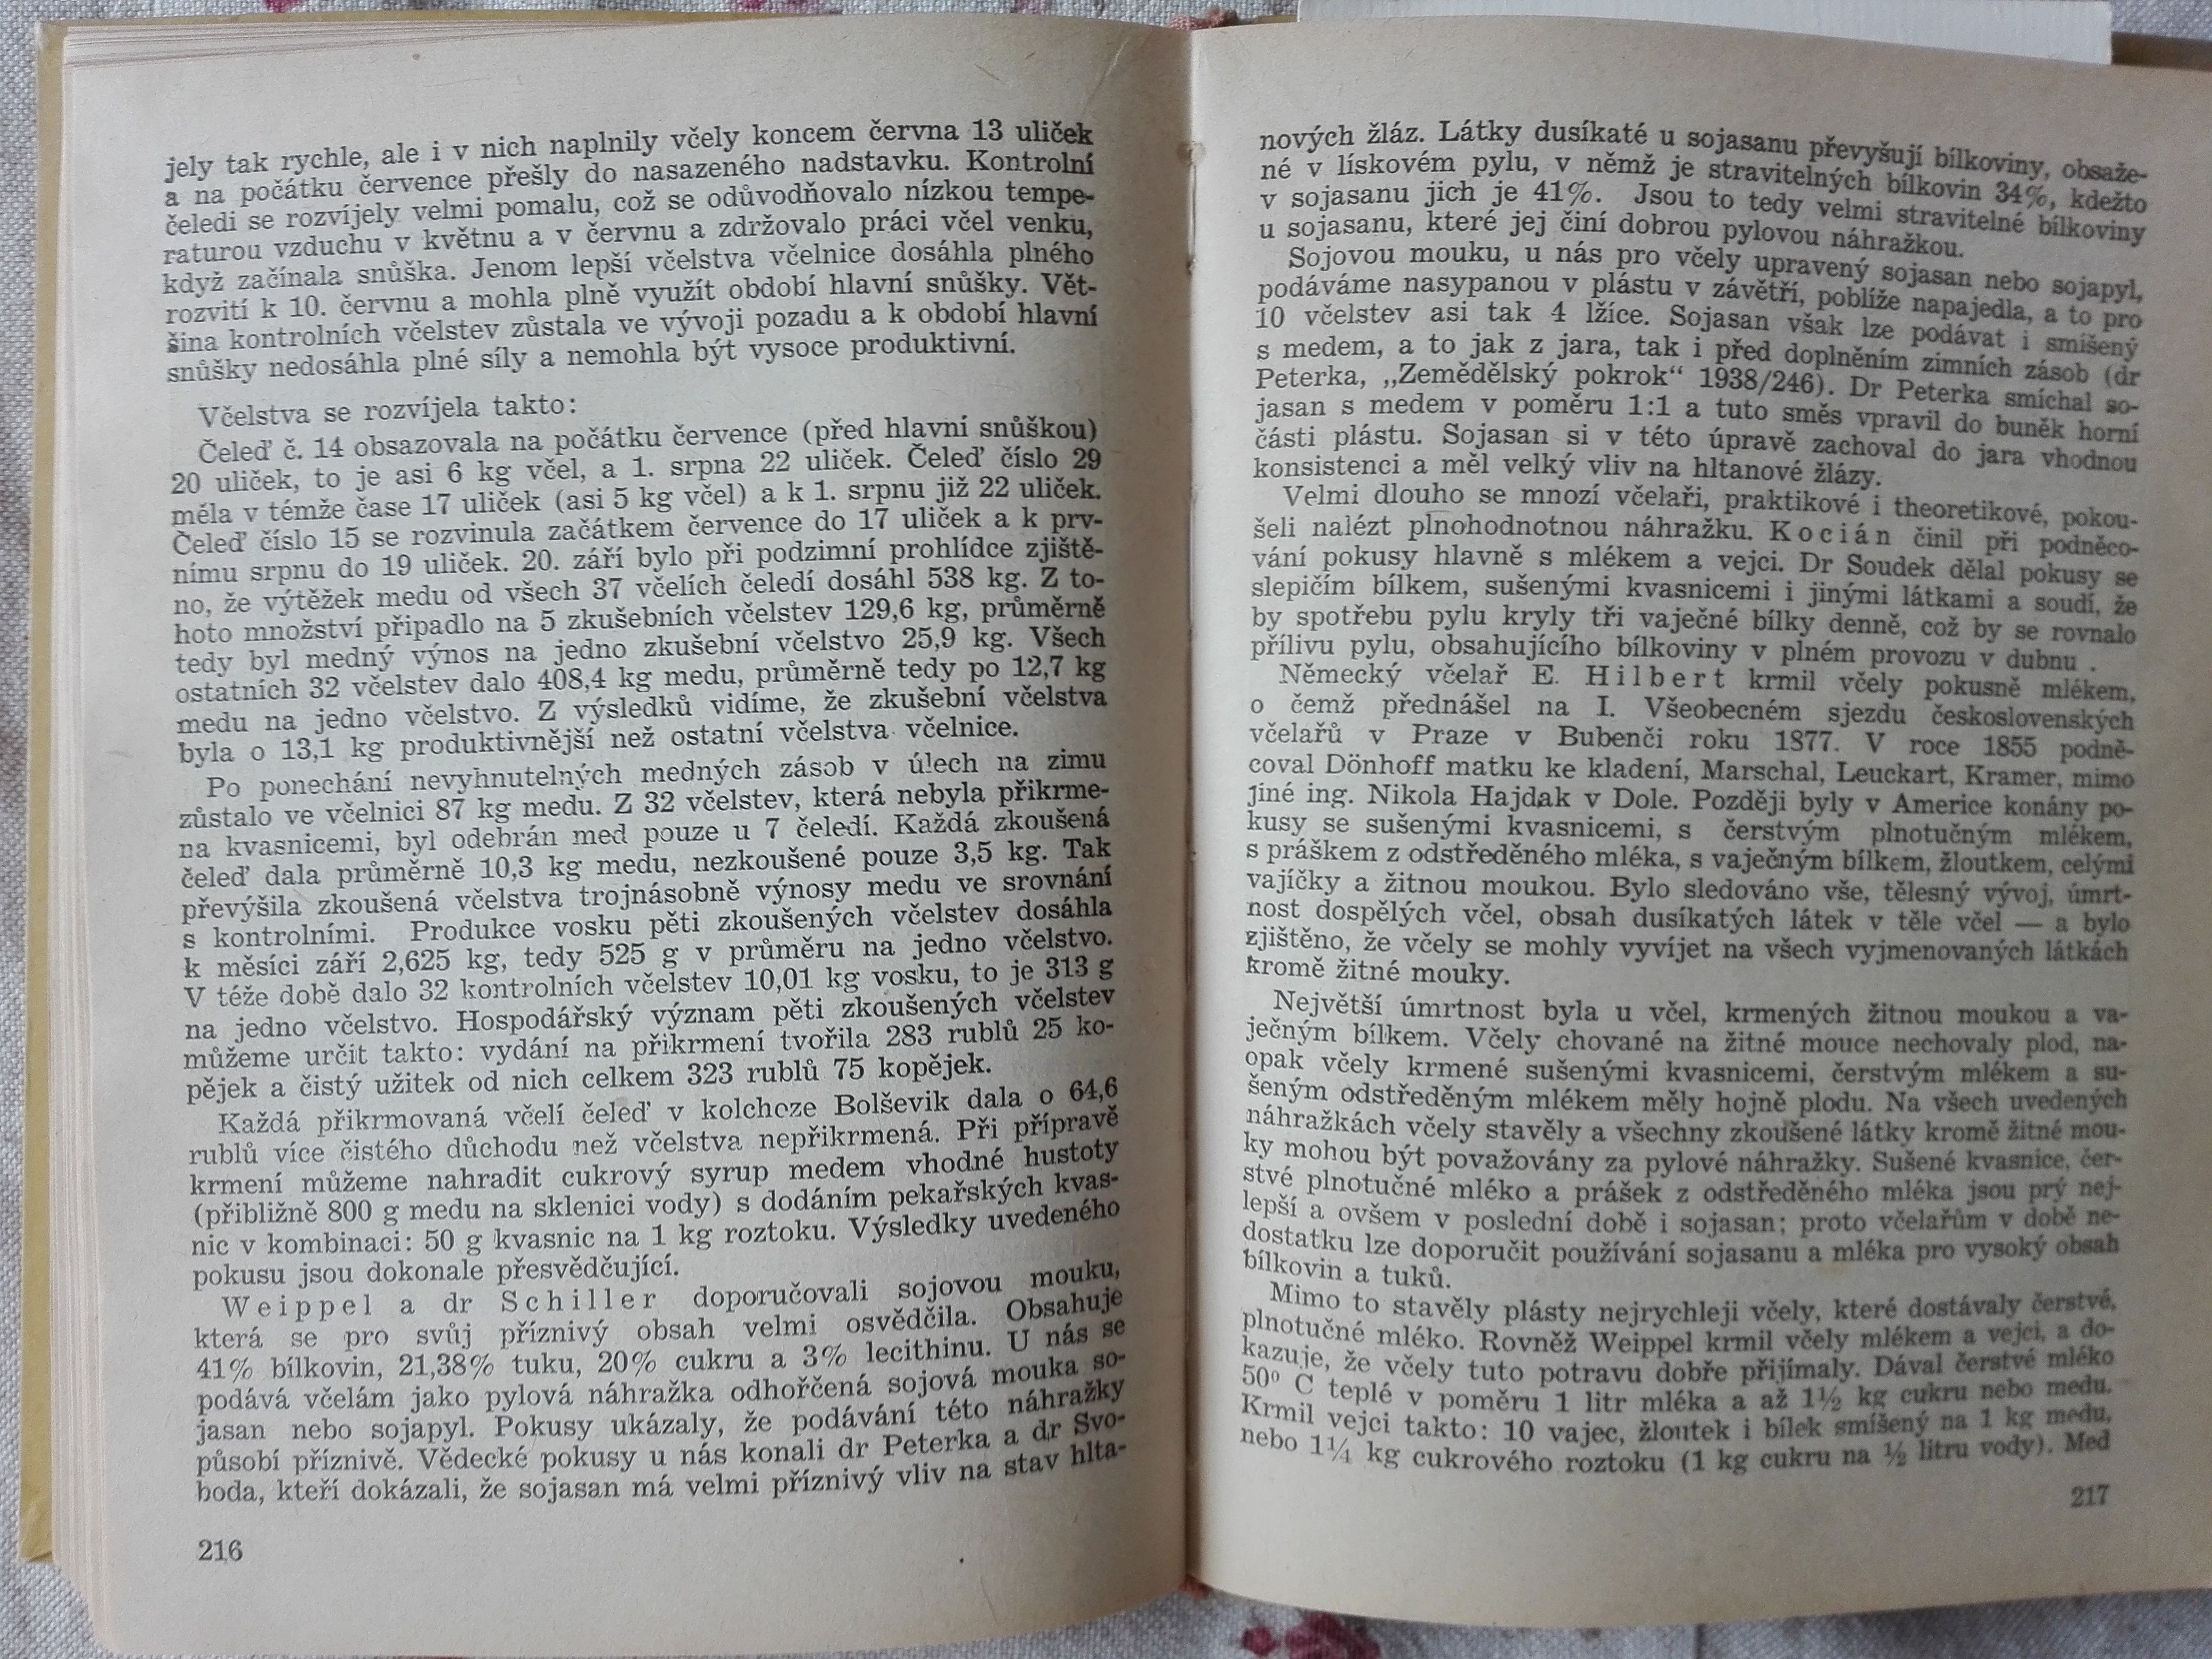 jely tak rychle, ale i v nich naplnily včely koncem června 13 uliček
a na počátku července přešly do nasazeného nadstavku. Kontrolní
čeledi se rozvíjely velmi pomalu, což se odůvodňovalo nízkou tempe-
raturou vzduchu v květnu a v červnu a zdržovalo práci včel venku,
když začínala snůška. Jenom lepší včelstva včelnice dosáhla plného
rozvití k 10. červnu a mohla plně využít období hlavní snůšky. Vět-
šina kontrolních včelstev zůstala ve vývoji pozadu a k období hlavní
snůšky nedosáhla plné síly a nemohla být vysoce produktivní.
Včelstva se rozvíjela takto:
Čeleď č. 14 obsazovala na počátku července (před hlavní snůškou)
20 uliček, to je asi 6 kg včel, a 1. srpna 22 uliček. Čeleď číslo 29
měla v témže čase 17 uliček (asi 5 kg včel) a k 1. srpnu již 22 uliček.
Čeleď číslo 15 se rozvinula začátkem července do 17 uliček a k prv-
nímu srpnu do 19 uliček. 20. září bylo při podzimní prohlídce zjiště-
no, že výtěžek medu od všech 37 včelích čeledí dosáhl 538 kg. Z to-
hoto množství připadlo na 5 zkušebních včelstev 129,6 kg, průměrně
tedy byl medný výnos na jedno zkušební včelstvo 25,9 kg. Všech
ostatních 32 včelstev dalo 408,4 kg medu, průměrně tedy po 12,7 kg
medu na jedno včelstvo. Z výsledků vidíme, že zkušební včelstva
byla o 13,1 kg produktivnější než ostatní včelstva včelnice.
Po ponechání nevyhnutelných medných zásob v úlech na zimu
zůstalo ve včelnici 87 kg medu. Z 32 včelstev, která nebyla přikrme-
na kvasnicemi, byl odebrán med pouze u 7 čeledí. Každá zkoušená
čeleď dala průměrně 10,3 kg medu, nezkoušené pouze 3,5 kg. Tak
převýšila zkoušená včelstva trojnásobně výnosy medu ve srovnání
s kontrolními. Produkce vosku pěti zkoušených včelstev dosáhla
k měsíci září 2,625 kg, tedy 525 g v průměru na jedno včelstvo.
V téže době dalo 32 kontrolních včelstev 10,01 kg vosku, to je 313 g
na jedno včelstvo. Hospodářský význam pěti zkoušených včelstev
můžeme určit takto: vydání na přikrmení tvořila 283 rublů 25 ko-
pějek a čistý užitek od nich celkem 323 rublů 75 kopějek.
Každá přikrmovaná včelí čeleď v kolchoze Bolševik dala o 64,6
rublů více čistého důchodu než včelstva nepřikrmená. Při přípravě
krmení můžeme nahradit cukrový syrup medem vhodné hustoty
(přibližně 800 g medu na sklenici vody) s dodáním pekařských kvas-
nic v kombinaci: 50 g kvasnic na 1 kg roztoku. Výsledky uvedeného
pokusu jsou dokonale přesvědčující.
Weippel a dr Schiller doporučovali sojovou mouku,
která se pro svůj příznivý obsah velmi osvědčila. Obsahuje
41% bílkovin, 21,38% tuku, 20% cukru a 3% lecithinu. U nás se
podává včelám jako pylová náhražka odhořčená sojová mouka so-
jasan nebo sojapyl. Pokusy ukázaly, že podávání této náhražky
působí příznivě. Vědecké pokusy u nás konali dr Peterka a dr Svo-
boda, kteří dokázali, že sojasan má velmi příznivý vliv na stav hlta-
216
nových žláz. Látky dusíkaté u sojasanu převyšují bílkoviny, obsaže-
né v lískovém pylu, v němž je stravitelných bílkovin 34%, kdežto
v sojasanu jich je 41%. Jsou to tedy velmi stravitelné bílkoviny
u sojasanu, které jej činí dobrou pylovou náhražkou.
Sojovou mouku, u nás pro včely upravený sojasan nebo sojapyl,
podáváme nasypanou v plástu v závětří, poblíže napajedla, a to pro
10 včelstev asi tak 4 lžíce. Sojasan však lze podávat i smíšený
s medem, a to jak z jara, tak i před doplněním zimních zásob (dr
Peterka, „Zemědělský pokrok“ 1938/246). Dr Peterka smíchal so-
jasan s medem v poměru 1:1 a tuto směs vpravil do buněk horní
části plástu. Sojasan si v této úpravě zachoval do jara vhodnou
konsistenci a měl velký vliv na hltanové žlázy.
Velmi dlouho se mnozí včelaři, praktikové i theoretikové, pokou-
šeli nalézt plnohodnotnou náhražku. Kocián činil při podněco-
vání pokusy hlavně s mlékem a vejci. Dr Soudek dělal pokusy se
slepičím bílkem, sušenými kvasnicemi i jinými látkami a soudí, že
by spotřebu pylu kryly tři vaječné bílky denně, což by se rovnalo
přílivu pylu, obsahujícího bílkoviny v plném provozu v dubnu .
Německý včelař E. Hilbert krmil včely pokusně mlékem,
o čemž přednášel na I. Všeobecném sjezdu československých
včelařů v Praze v Bubenči roku 1877. V roce 1855 podně-
coval Dönhoff matku ke kladení, Marschal, Leuckart, Kramer, mimo
jiné ing. Nikola Hajdak v Dole. Později byly v Americe konány po-
kusy se sušenými kvasnicemi, s čerstvým plnotučným mlékem,
s práškem z odstředěného mléka, s vaječným bílkem, žloutkem, celými
vajíčky a žitnou moukou. Bylo sledováno vše, tělesný vývoj, úmrt-
nost dospělých včel, obsah dusíkatých látek v těle včel — a bylo
zjištěno, že včely se mohly vyvíjet na všech vyjmenovaných látkách
kromě žitné mouky.
Největší úmrtnost byla u včel, krmených žitnou moukou a va-
ječným bílkem. Včely chované na žitné mouce nechovaly plod, na-
opak včely krmené sušenými kvasnicemi, čerstvým mlékem a su-
šeným odstředěným mlékem měly hojně plodu. Na všech uvedených
náhražkách včely stavěly a všechny zkoušené látky kromě žitné mou-
ky mohou být považovány za pylové náhražky. Sušené kvasnice, čer-
stvé plnotučné mléko a prášek z odstředěného mléka jsou prý nej-
lepší a ovšem v poslední době i sojasan; proto včelařům v době ne-
dostatku lze doporučit používání sojasanu a mléka pro vysoký obsah
bílkovin a tuků.
Mimo to stavěly plásty nejrychleji včely, které dostávaly čerstvé,
plnotučné mléko. Rovněž Weippel krmil včely mlékem a vejci, a do-
kazuje, že včely tuto potravu dobře přijímaly. Dával čerstvé mléko
50° C teplé v poměru 1 litr mléka a až 1½ kg cukru nebo medu.
Krmil vejci takto: 10 vajec, žloutek i bílek smíšený na 1 kg medu,
nebo 1¼ kg cukrového roztoku (1 kg cukru na ½ litru vody). Med
217